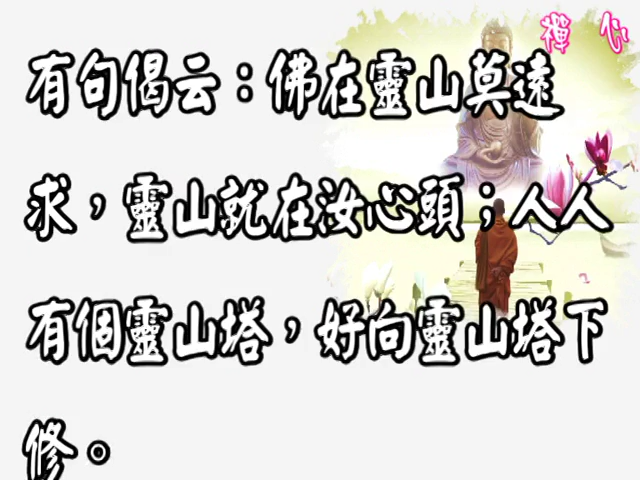 禪 心
有句偈云：佛在靈山莫遠
求，靈山就在汝心頭；人人
有個靈山塔，好向靈山塔下
修。